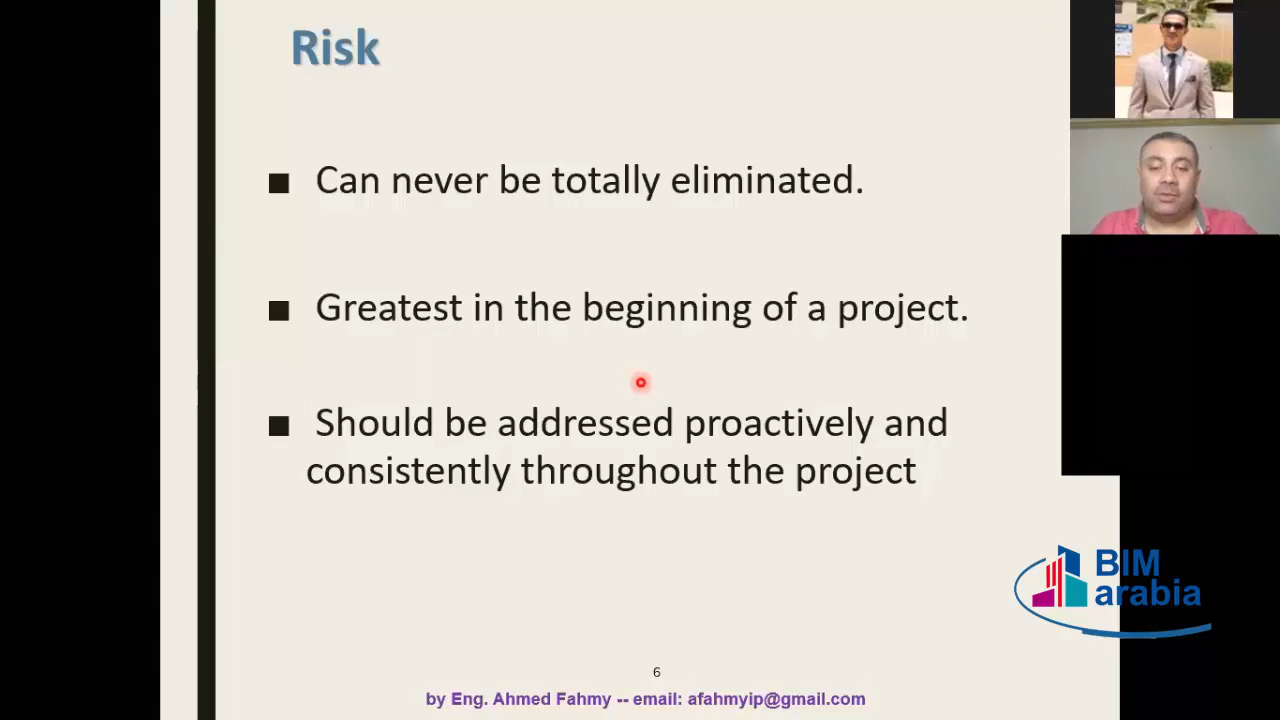 Risk
■ Can never be totally eliminated.
■ Greatest in the beginning of a project.
■ Should be addressed proactively and
consistently throughout the project
BIM
arabia
6
by Eng. Ahmed Fahmy -- email: afahmyip@gmail.com